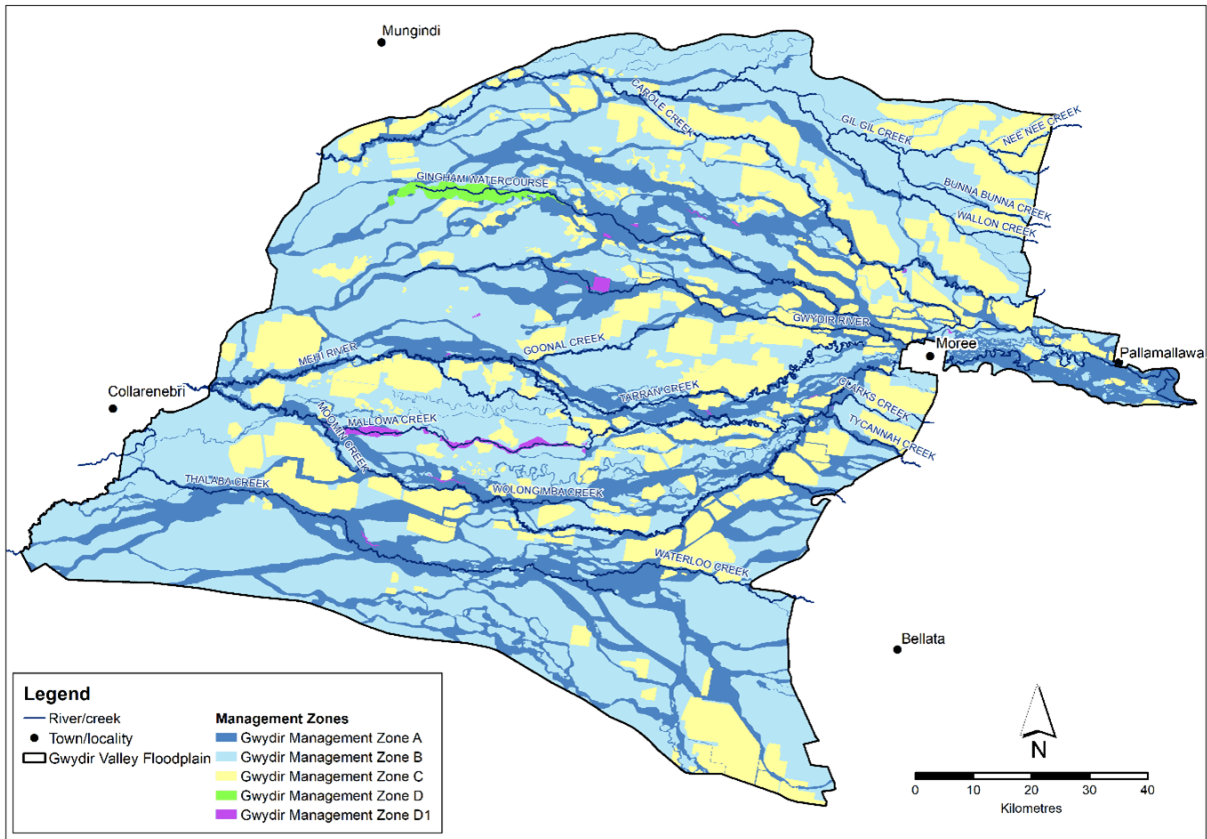 Mungindi
CAROLE CREEK
GIL GIL CREEK
NEE NEE CREEK
GINGHAM WATERCOURSE
BUNNA BUNNA CREEK
WALLON CREEK
GWYDIR RIVER
Moree
Pallamallawa
MEHI RIVER
GOONAL CREEK
Collarenebri
TARRAN CREEK
CLARKS CREEK
TYCANNAH CREEK
MOOMIN CREEK
MALLOWA CREEK
THALABA CREEK
WOLONGIMBA CREEK
WATERLOO CREEK
Bellata
Legend
River/creek
Town/locality
Gwydir Valley Floodplain
Management Zones
Gwydir Management Zone A
Gwydir Management Zone B
Gwydir Management Zone C
Gwydir Management Zone D
Gwydir Management Zone D1
N
0 10 20 30 40
Kilometres